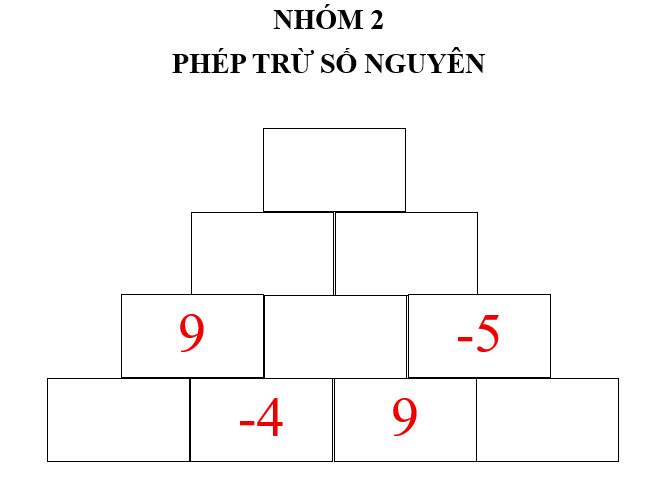 NHÓM 2
PHÉP TRỪ SỐ NGUYÊN
9 -5
-4 9